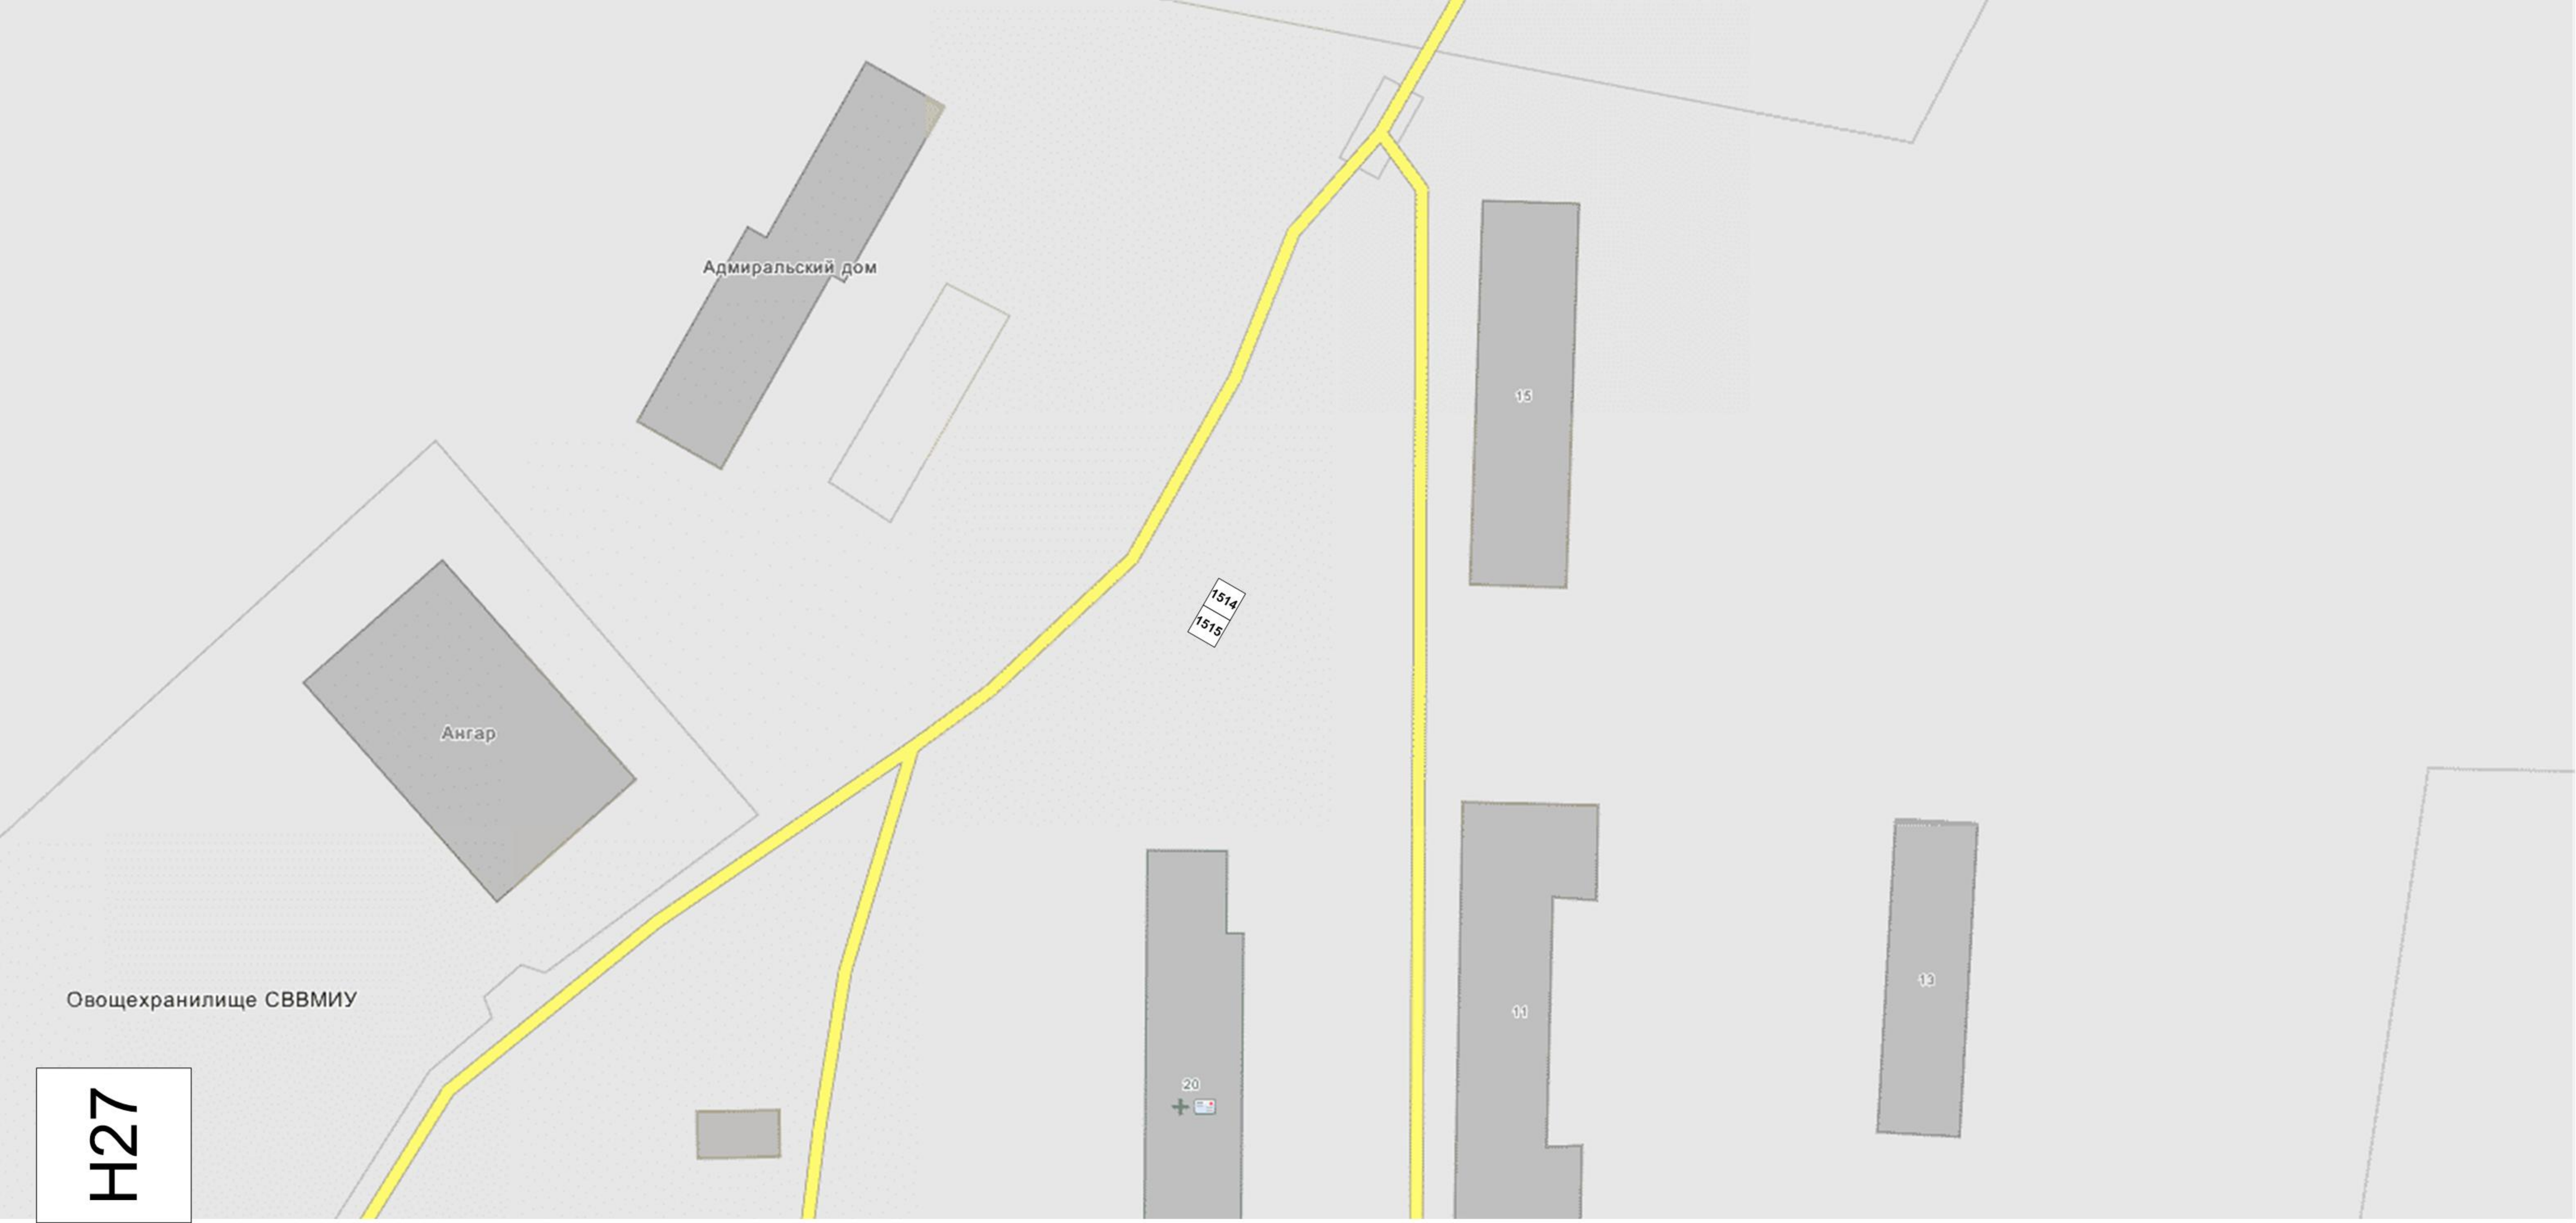 Адмиральский дом
15
1514
1515
Ангар
13
Овощехранилище СВВМИУ
11
20
H27